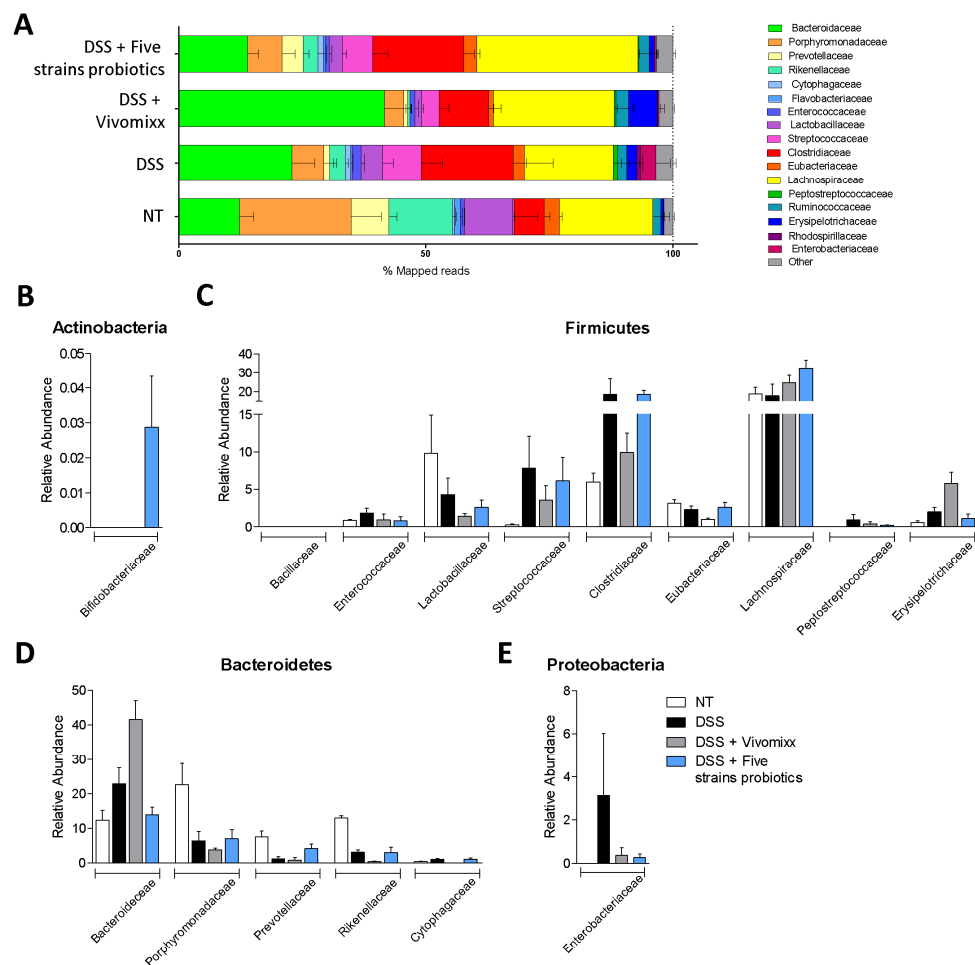 A
DSS + Five
strains probiotics
DSS +
Vivomixx
DSS
NT
0
50
100
% Mapped reads
Bacteroidaceae
Porphyromonadaceae
Prevotellaceae
Rikenellaceae
Cytophagaceae
Flavobacteriaceae
Enterococcaceae
Lactobacillaceae
Streptococcaceae
Clostridiaceae
Eubacteriaceae
Lachnospiraceae
Peptostreptococcaceae
Ruminococcaceae
Erysipelotrichaceae
Rhodospirillaceae
Enterobacteriaceae
Other
B
Actinobacteria
Relative Abundance
0.05
0.04
0.03
0.02
0.01
0.00
Bifidobacteriaceae
C
Firmicutes
Relative Abundance
40
30
20
15
10
5
0
Bacillaceae
Enterococcaceae
Lactobacillaceae
Streptococcaceae
Clostridiaceae
Eubacteriaceae
Lachnospiraceae
Peptostreptococcaceae
Erysipelotrichaceae
D
Bacteroidetes
Relative Abundance
50
40
30
20
10
0
Bacteroideceae
Porphyromonadaceae
Prevotellaceae
Rikenellaceae
Cytophagaceae
E
Proteobacteria
Relative Abundance
8
6
4
2
0
Enterobacteriaceae
NT
DSS
DSS + Vivomixx
DSS + Five
strains probiotics